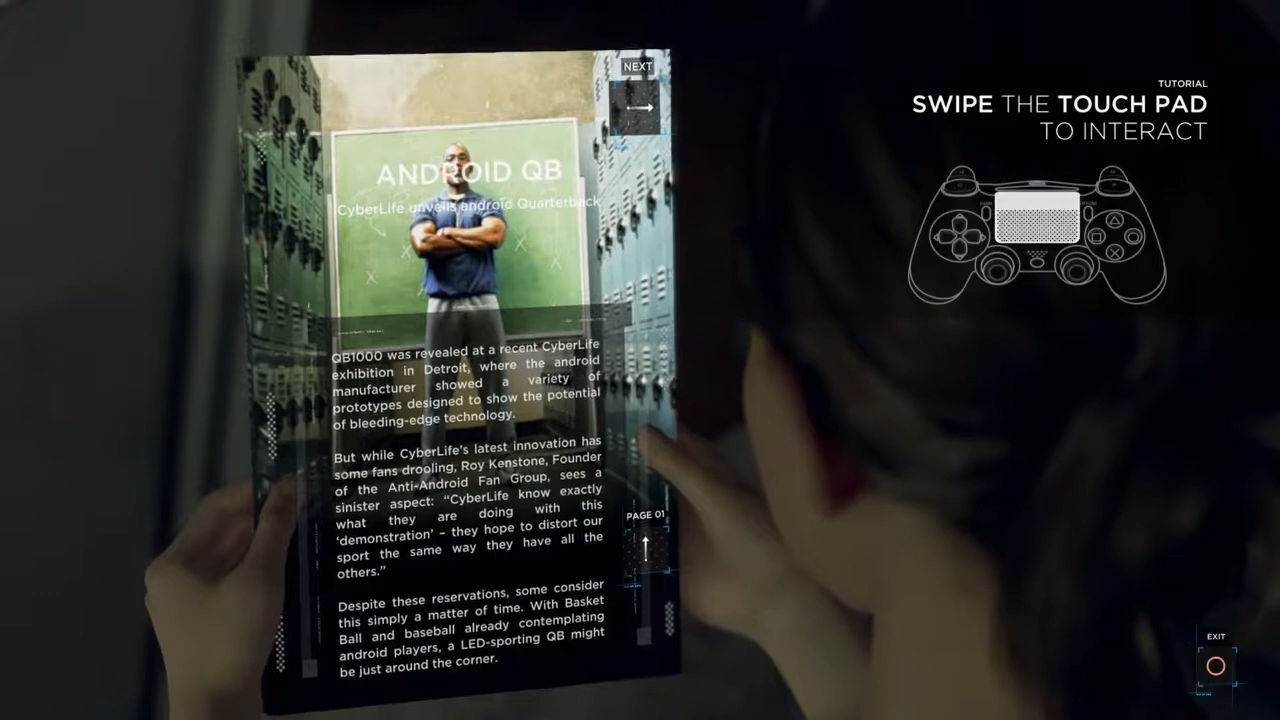 NEXT
ANDROID QB
CyberLife unveils android Quarterback
QB1000 was revealed at a recent CyberLife
exhibition in Detroit, where the android
manufacturer showed a variety of
prototypes designed to show the potential
of bleeding-edge technology.
But while CyberLife's latest innovation has
some fans drooling, Roy Kenstone, Founder
of the Anti-Android Fan Group, sees a
sinister aspect: “CyberLife know exactly
what they are doing with this
‘demonstration’ – they hope to distort our
sport the same way they have all the
others.”
Despite these reservations, some consider
this simply a matter of time. With Basket
Ball and baseball already contemplating
android players, a LED-sporting QB might
be just around the corner.
PAGE 01
TUTORIAL
SWIPE THE TOUCH PAD
TO INTERACT
EXIT